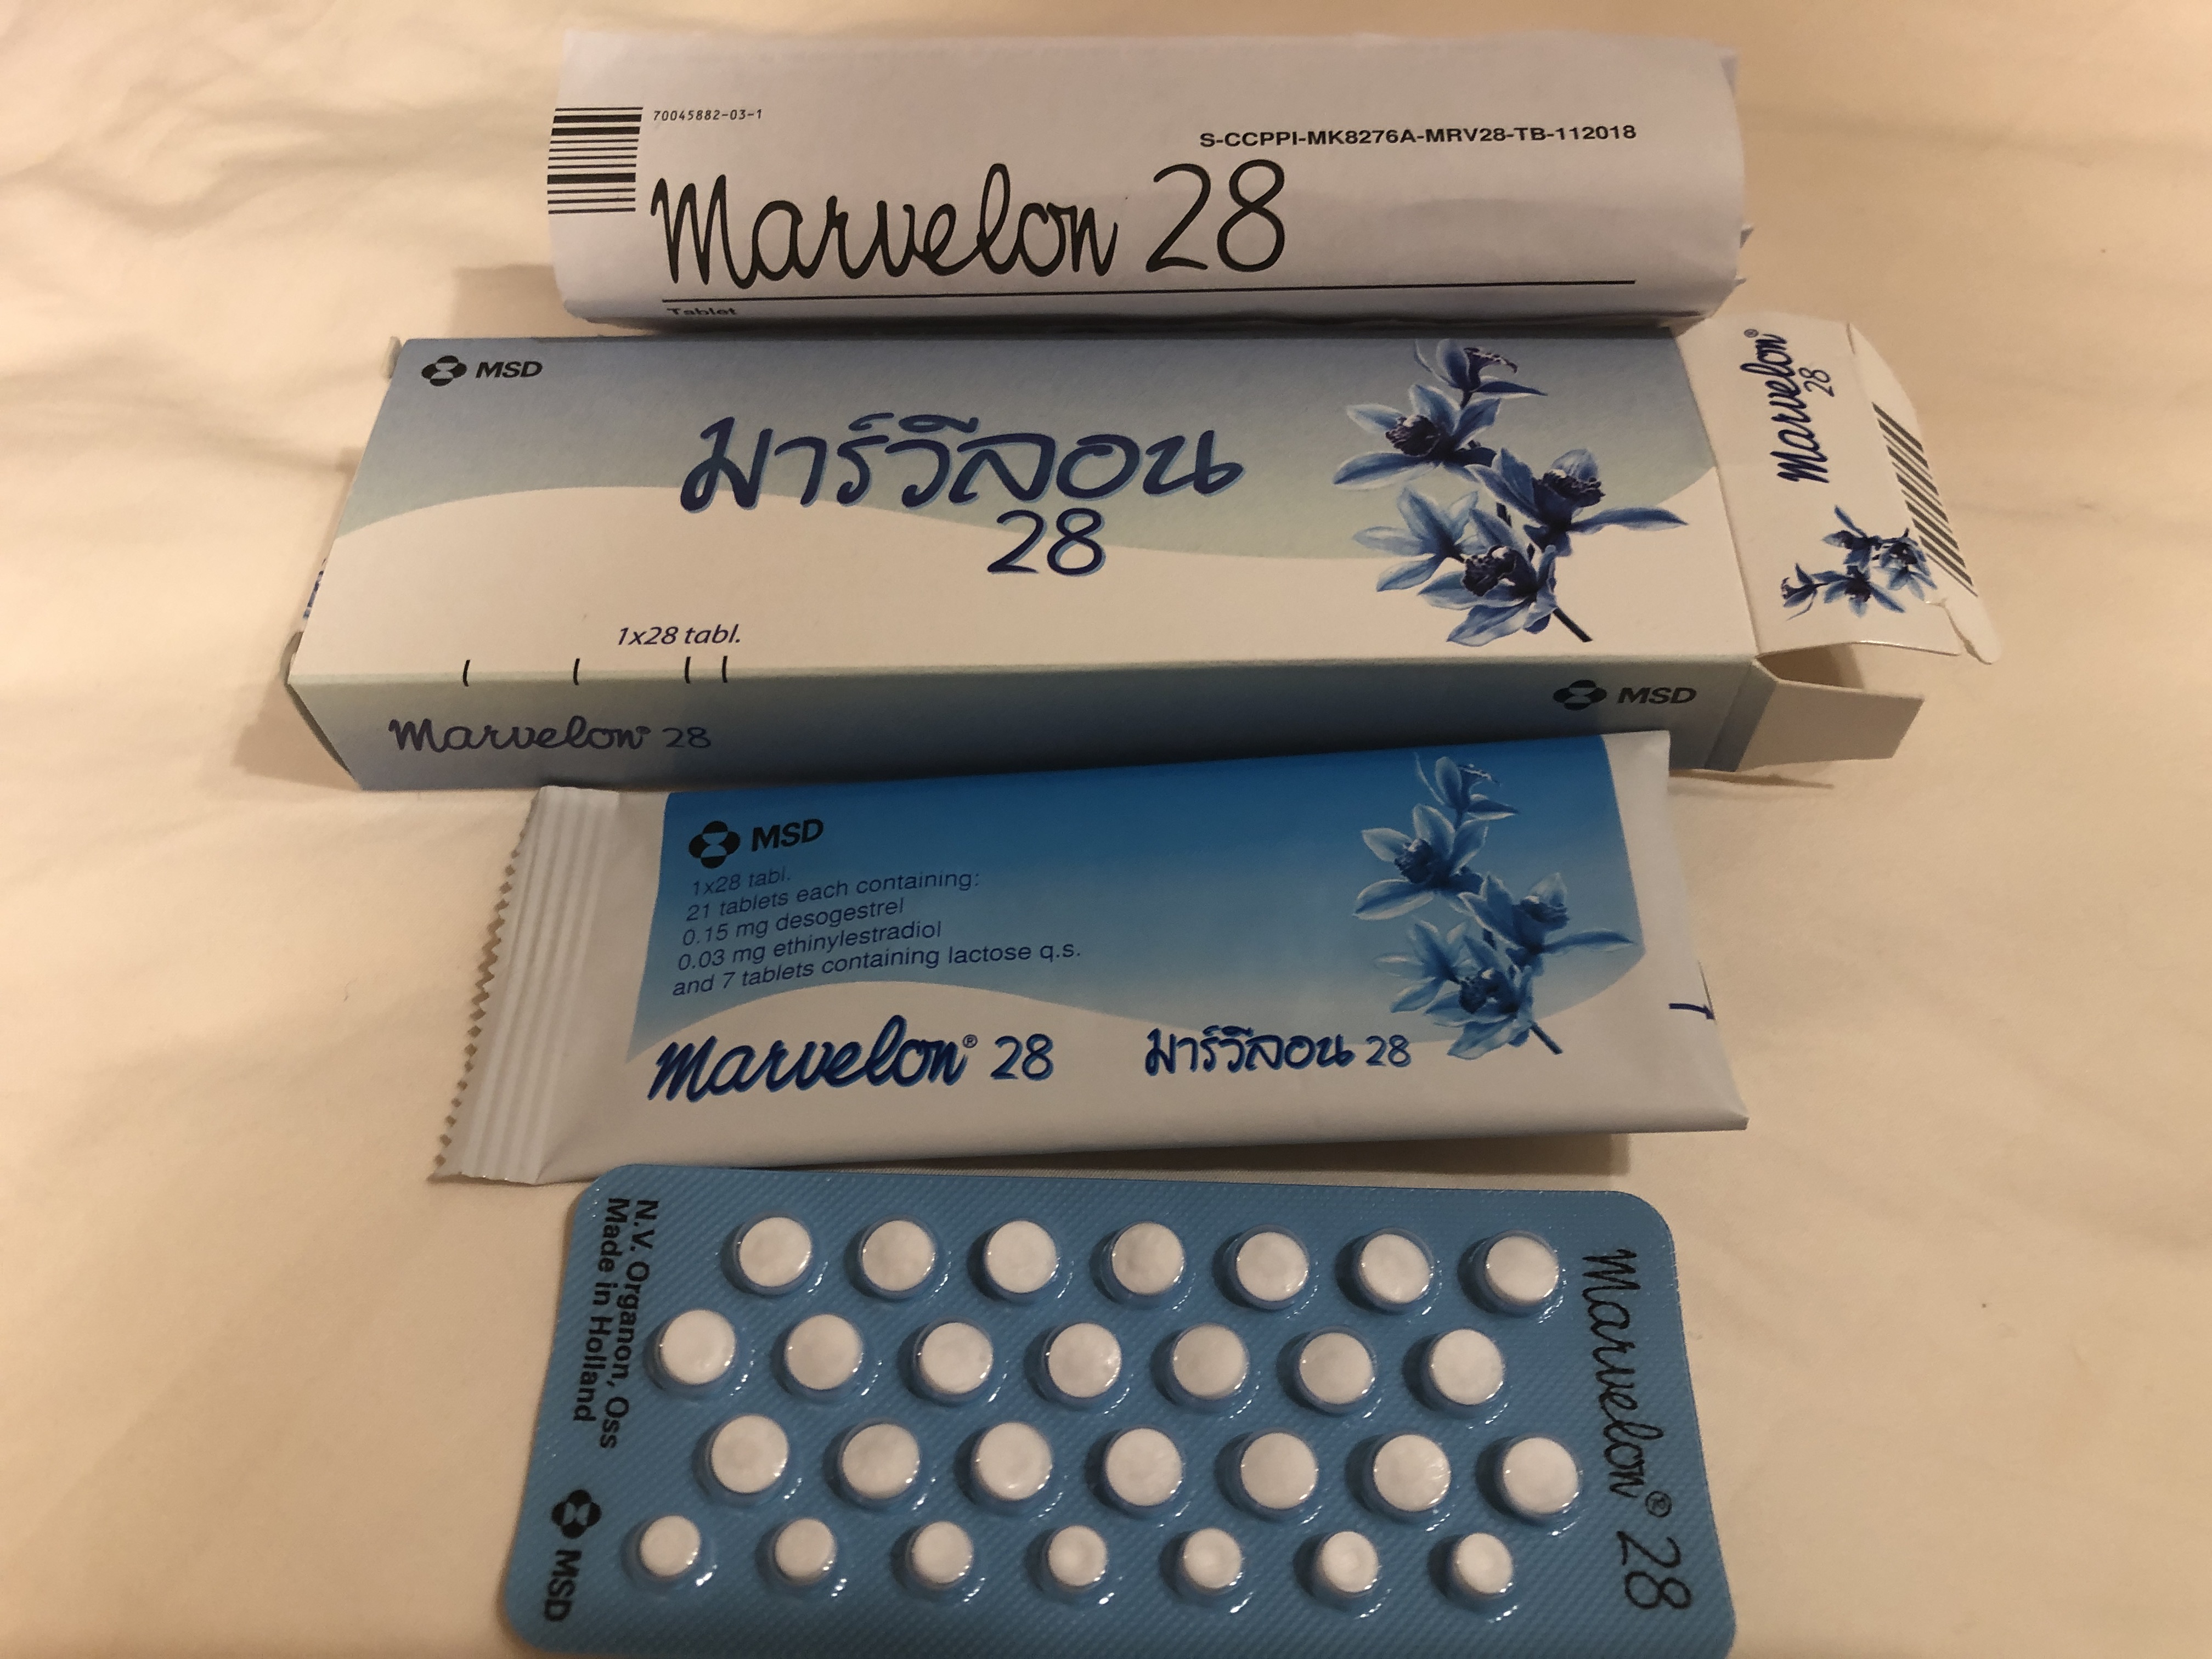 70045882-03-1
S-CCPPI-MK8276A-MRV28-TB-112018
Marvelon 28
Tablet
MSD
มาร์วีลอน
28
1x28 tabl.
Marvelon® 28
MSD
Marvelon®
28
MSD
1x28 tabl.
21 tablets each containing:
0.15 mg desogestrel
0.03 mg ethinylestradiol
and 7 tablets containing lactose q.s.
Marvelon® 28
มาร์วีลอน 28
N.V. Organon, Oss
Made in Holland
MSD
Marvelon® 28